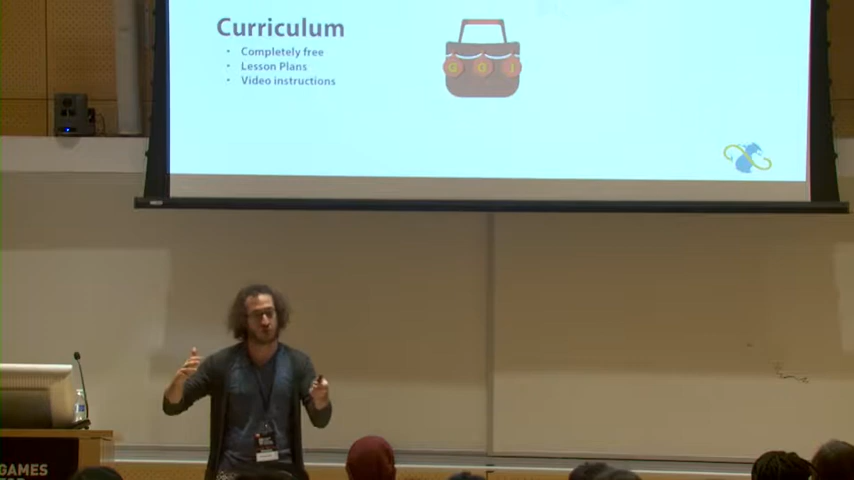 Curriculum
• Completely free
• Lesson Plans
• Video instructions
GAMES